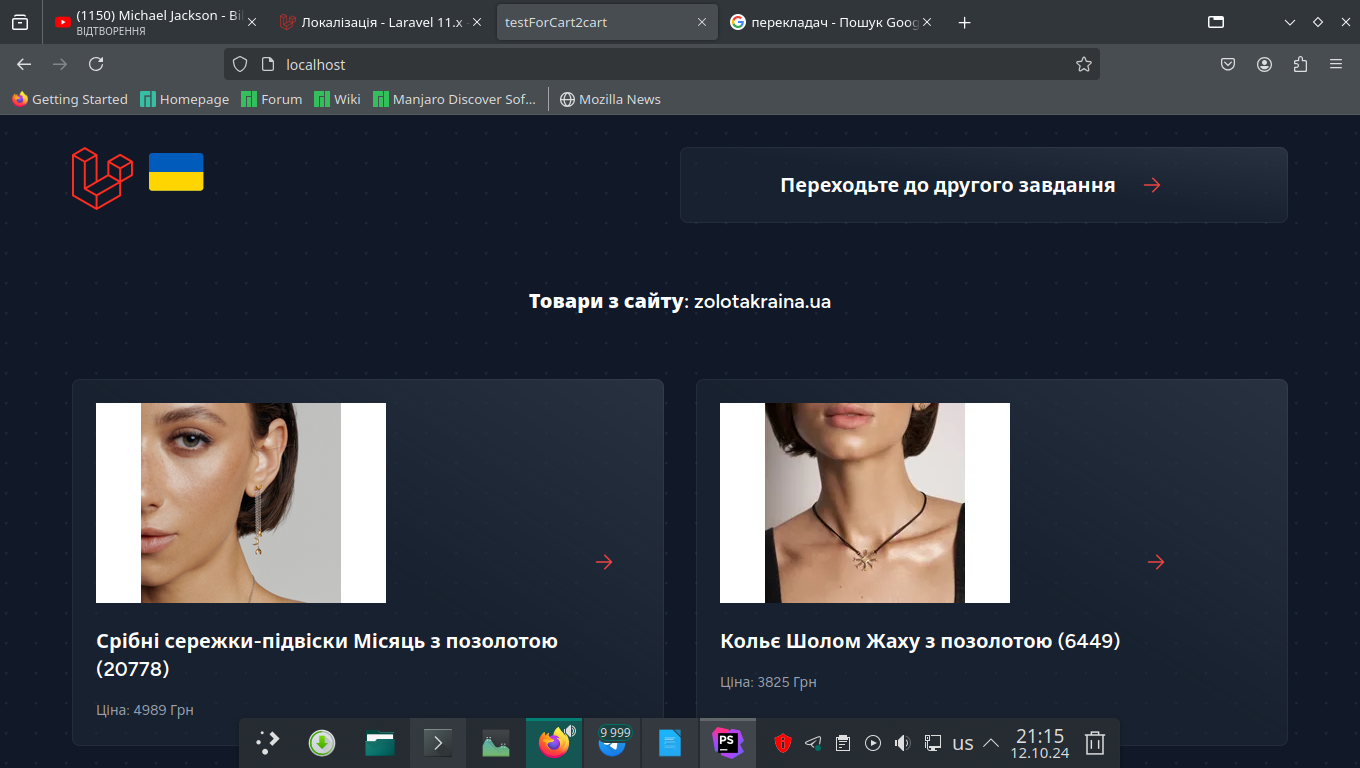 (1150) Michael Jackson - Bil
ВІДТВОРЕННЯ
Локалізація - Laravel 11.x
testForCart2cart
перекладач - Пошук Goog
localhost
Getting Started
Homepage
Forum
Wiki
Manjaro Discover Sof...
Mozilla News
Переходьте до другого завдання
Товари з сайту: zolotakraina.ua
Срібні сережки-підвіски Місяць з позолотою
(20778)
Ціна: 4989 Грн
Кольє Шолом Жаху з позолотою (6449)
Ціна: 3825 Грн
9 999
PS
us
21:15
12.10.24